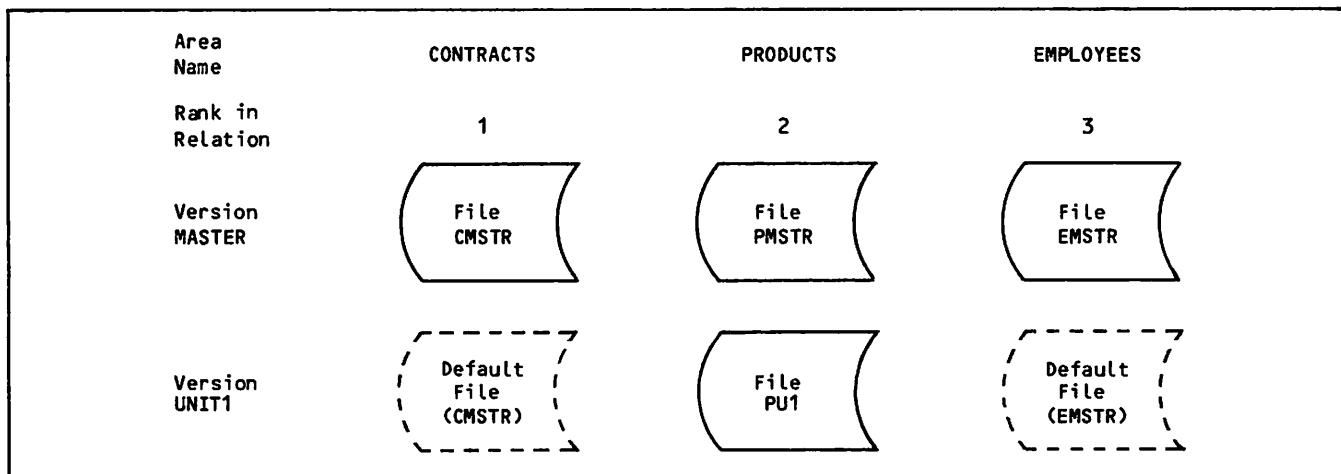 Area
Name
CONTRACTS
PRODUCTS
EMPLOYEES
Rank in
Relation
1
2
3
Version
MASTER
File
CMSTR
File
PMSTR
File
EMSTR
Version
UNIT1
Default
File
(CMSTR)
File
PU1
Default
File
(EMSTR)